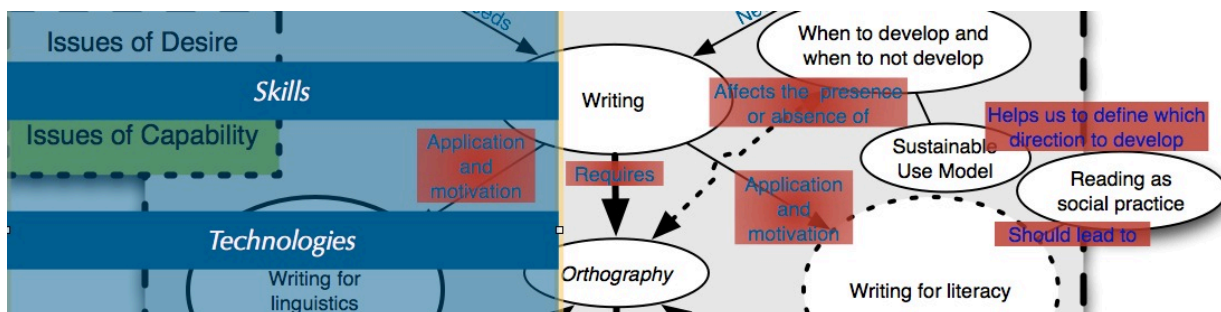 Issues of Desire
Skills
Issues of Capability
Application
and
motivation
Technologies
Writing for
linguistics
Writing
Requires
Orthography
When to develop and
when to not develop
Affects the presence
or absence of
Application
and
motivation
Sustainable
Use Model
Helps us to define which
direction to develop
Reading as
social practice
Should lead to
Writing for literacy